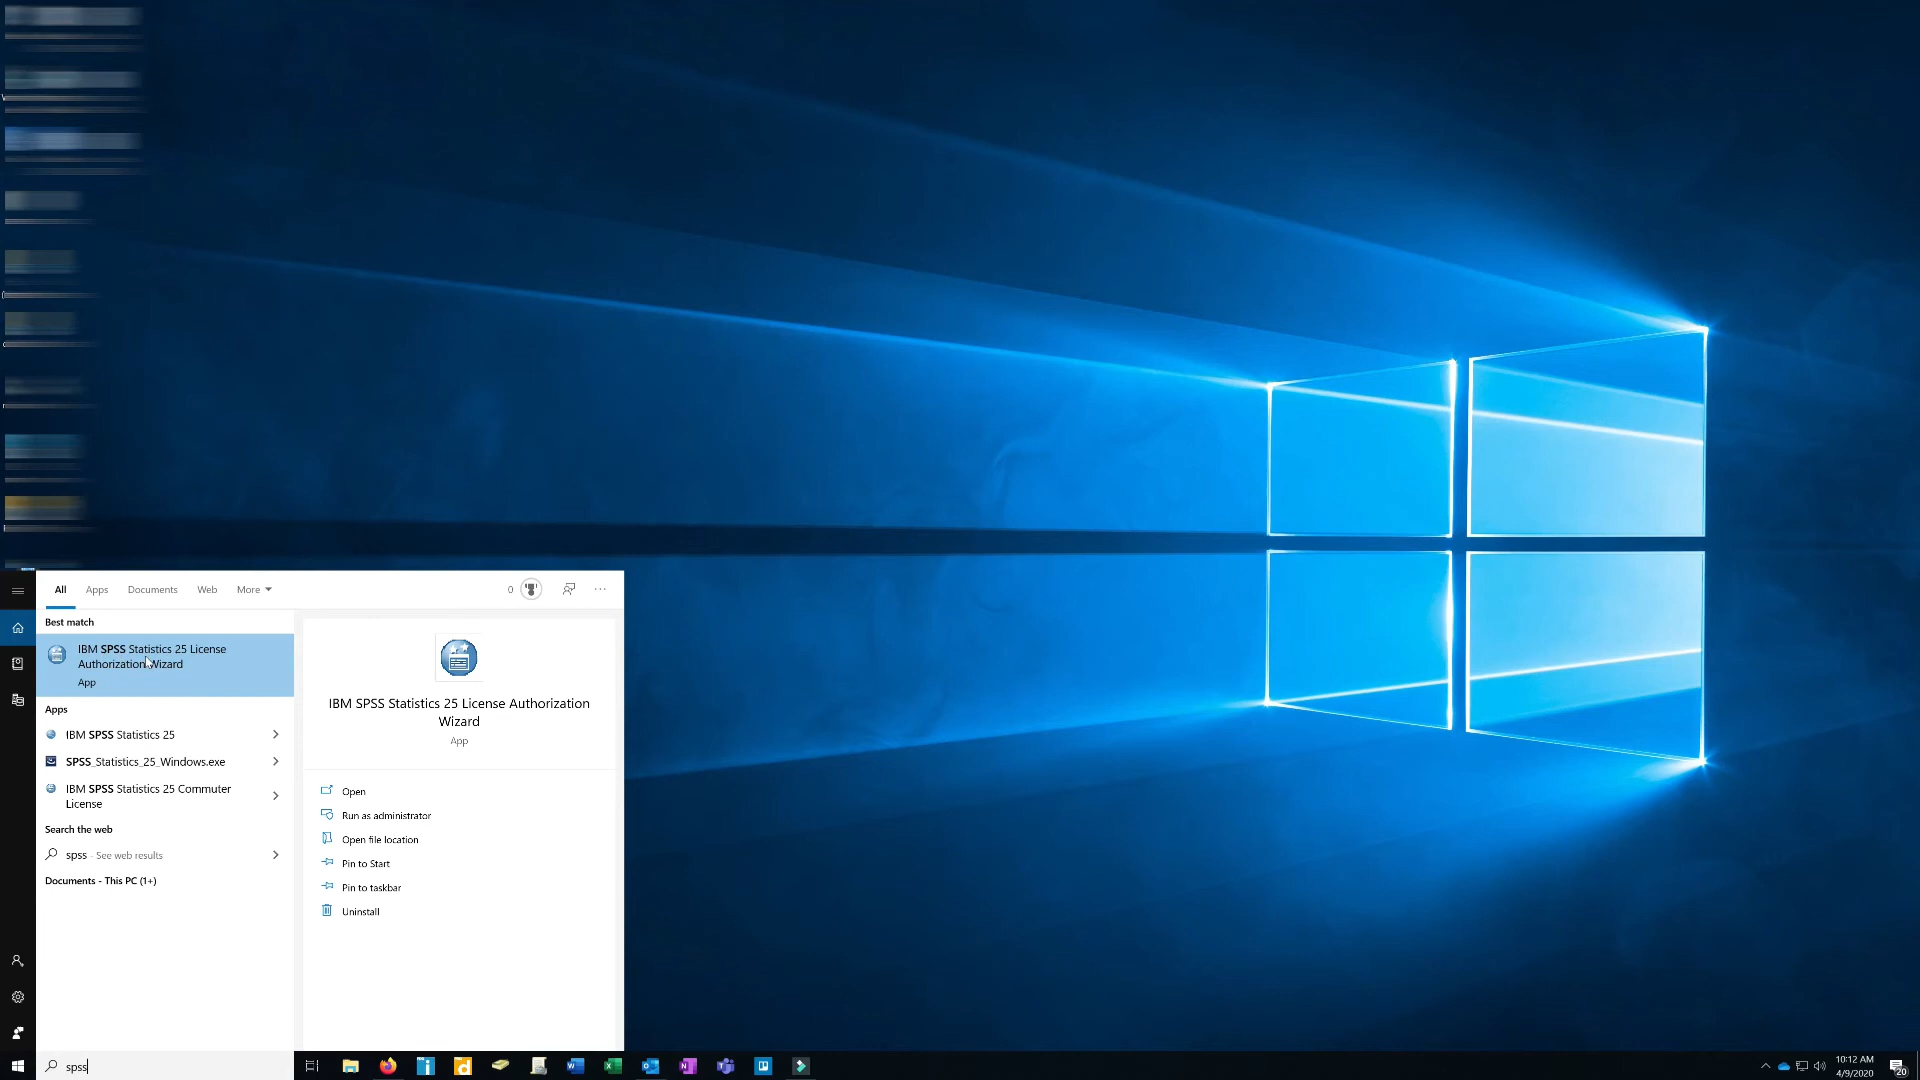 All
Apps
Documents
Web
More
0
Best match
IBM SPSS Statistics 25 License
Authorization Wizard
App
Apps
IBM SPSS Statistics 25
SPSS_Statistics_25_Windows.exe
IBM SPSS Statistics 25 Commuter
License
Search the web
spss - See web results
Documents - This PC (1+)
IBM SPSS Statistics 25 License Authorization
Wizard
App
Open
Run as administrator
Open file location
Pin to Start
Pin to taskbar
Uninstall
spss
10:12 AM
4/9/2020
20